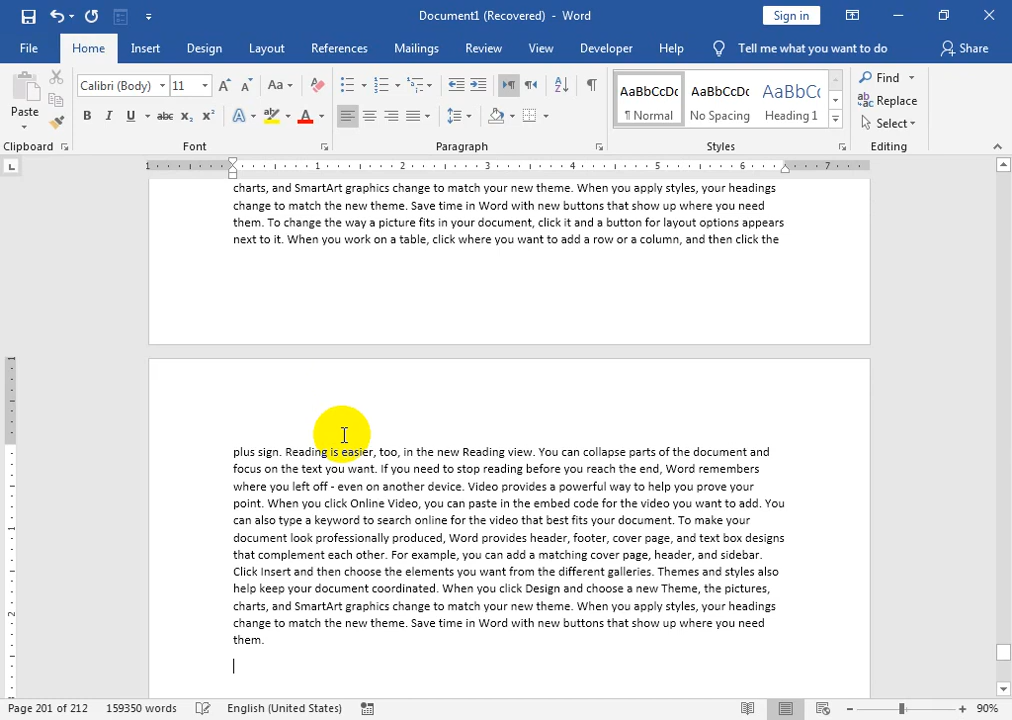 Document1 (Recovered) - Word
Sign in
File Home Insert Design Layout References Mailings Review View Developer Help Tell me what you want to do Share
Paste
Calibri (Body) 11 A A Aa A
B I U abc X2 X2 A ab A
AaBbCcDc AaBbCcDc AaBbCc
¶ Normal No Spacing Heading 1
Find
Replace
Select
Clipboard Font Paragraph Styles Editing
1 1 2 3 4 5 6 7
charts, and SmartArt graphics change to match your new theme. When you apply styles, your headings
change to match the new theme. Save time in Word with new buttons that show up where you need
them. To change the way a picture fits in your document, click it and a button for layout options appears
next to it. When you work on a table, click where you want to add a row or a column, and then click the
plus sign. Reading is easier, too, in the new Reading view. You can collapse parts of the document and
focus on the text you want. If you need to stop reading before you reach the end, Word remembers
where you left off - even on another device. Video provides a powerful way to help you prove your
point. When you click Online Video, you can paste in the embed code for the video you want to add. You
can also type a keyword to search online for the video that best fits your document. To make your
document look professionally produced, Word provides header, footer, cover page, and text box designs
that complement each other. For example, you can add a matching cover page, header, and sidebar.
Click Insert and then choose the elements you want from the different galleries. Themes and styles also
help keep your document coordinated. When you click Design and choose a new Theme, the pictures,
charts, and SmartArt graphics change to match your new theme. When you apply styles, your headings
change to match the new theme. Save time in Word with new buttons that show up where you need
them.
Page 201 of 212 159350 words English (United States) 90%